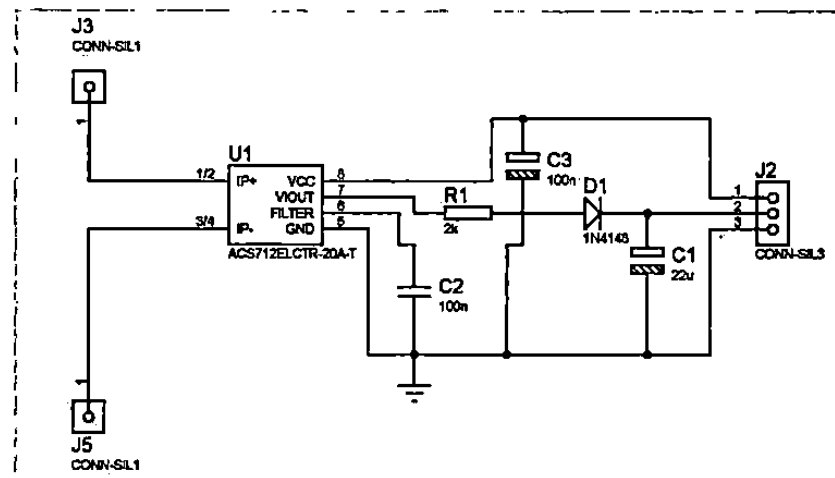 J3
CONN-SIL1
1
U1
1/2
IP+
VCC
8
VIOUT
7
FILTER
6
3/4
IP-
GND
5
ACS712ELCTR-20A-T
R1
2k
C3
100n
D1
1N4148
J2
1
2
3
CONN-SIL3
C1
22u
C2
100n
1
J5
CONN-SIL1